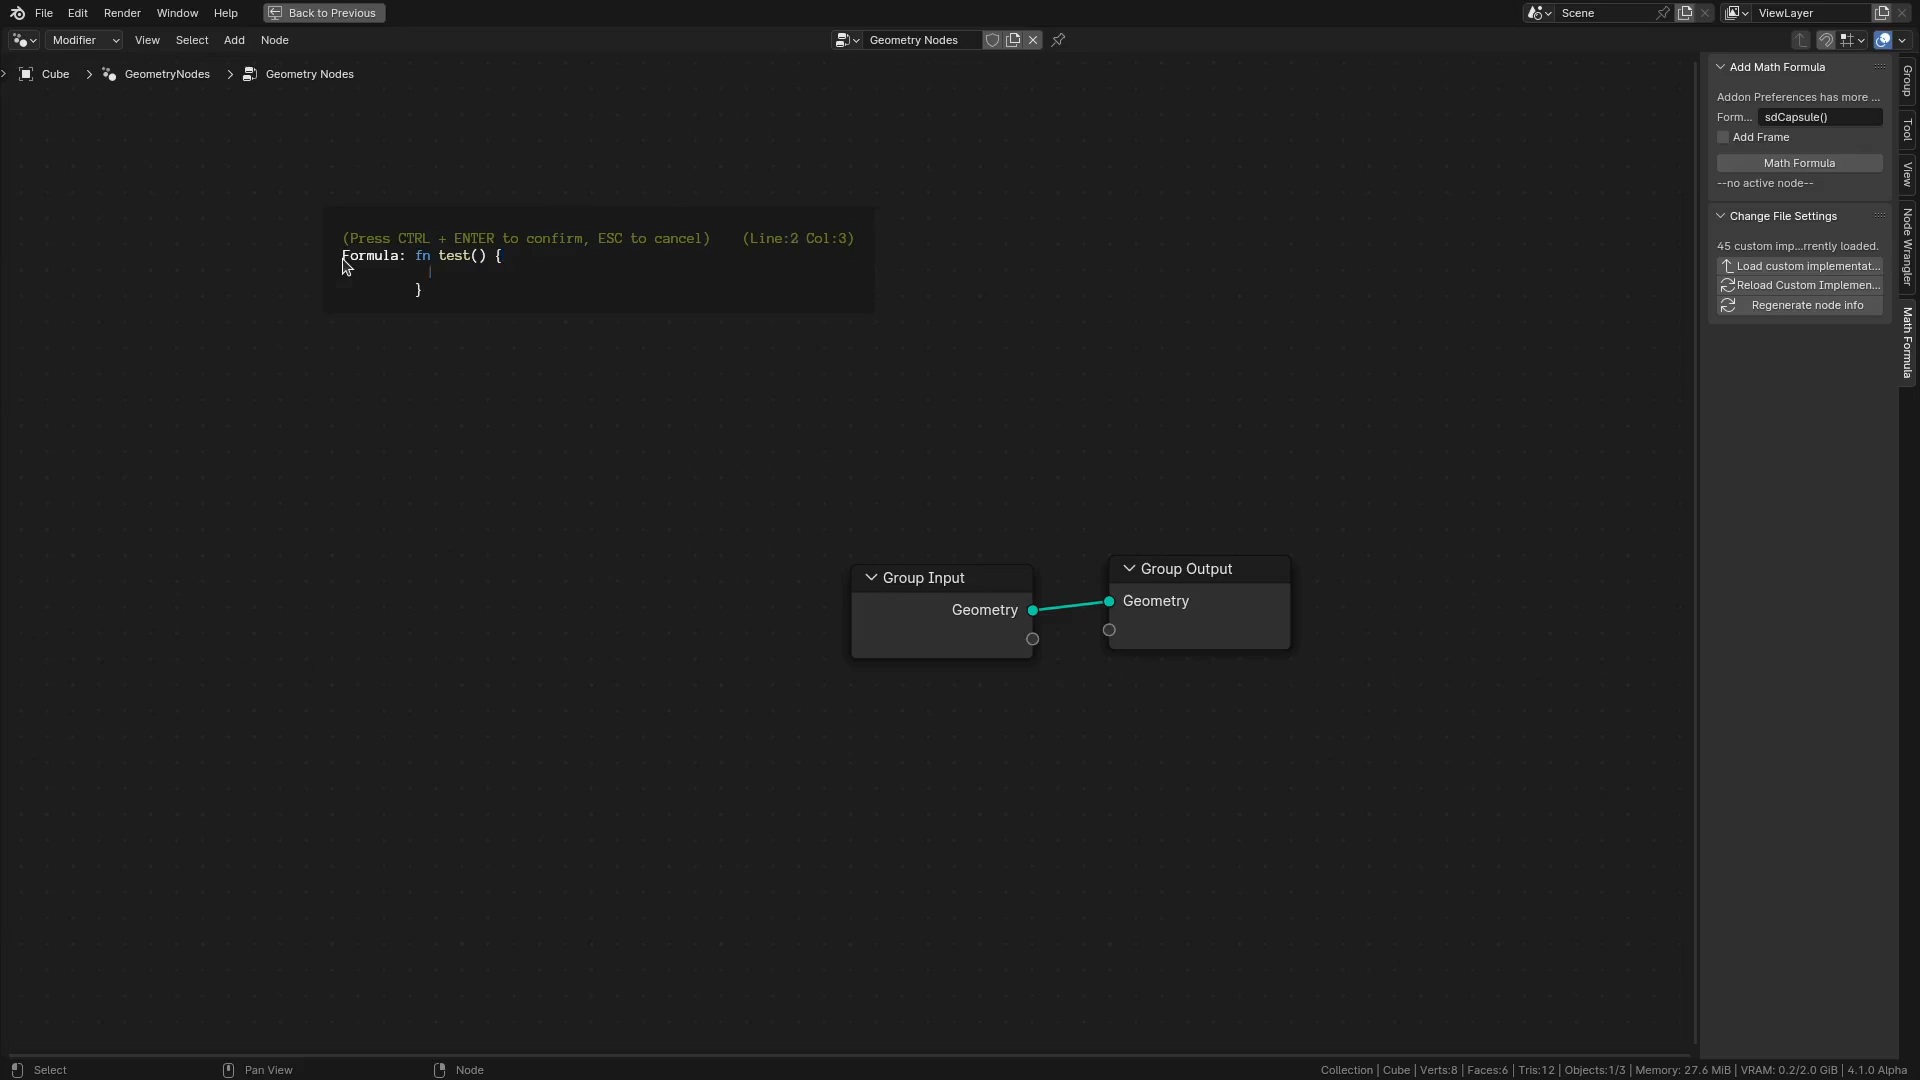 File Edit Render Window Help Back to Previous Scene ViewLayer
Modifier View Select Add Node Geometry Nodes
Cube GeometryNodes Geometry Nodes
(Press CTRL + ENTER to confirm, ESC to cancel) (Line:2 Col:3)
Formula: fn test() {
}
Group Input
Geometry
Group Output
Geometry
Add Math Formula
Addon Preferences has more ...
Form... sdCapsule()
Add Frame
Math Formula
--no active node--
Change File Settings
45 custom imp...rrently loaded.
Load custom implementat...
Reload Custom Implemen...
Regenerate node info
Group
Tool
View
Node Wrangler
Math Formula
Select Pan View Node Collection | Cube | Verts:8 | Faces:6 | Tris:12 | Objects:1/3 | Memory: 27.6 MiB | VRAM: 0.2/2.0 GiB | 4.1.0 Alpha